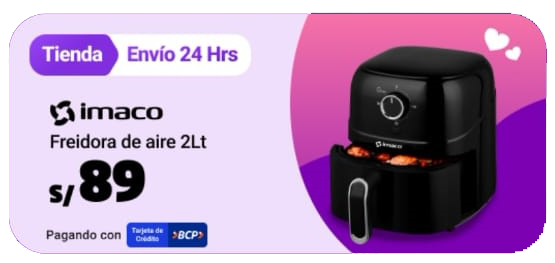 Tienda Envío 24 Hrs
imaco
Freidora de aire 2Lt
S/89
Pagando con Tarjeta de Crédito BCP
imaco